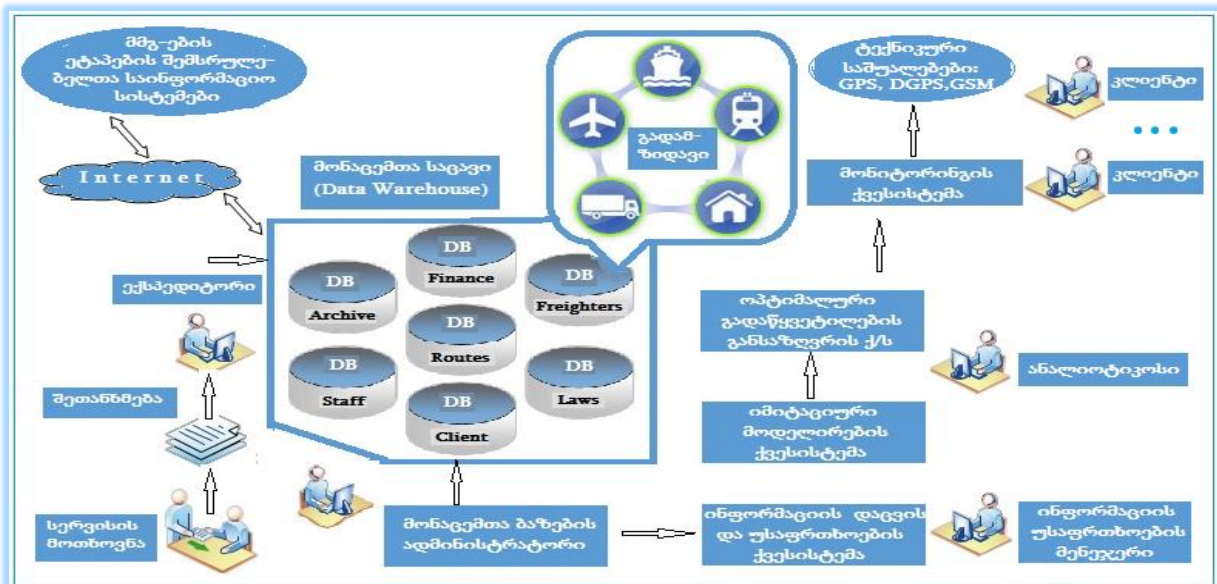 მმგ-ების
ეტაპების შემსრულე-
ბელთა საინფორმაციო
სისტემები
Internet
მონაცემთა საცავი
(Data Warehouse)
გადამ-
ზიდავი
ტექნიკური
საშუალებები:
GPS, DGPS,GSM
კლიენტი
...
კლიენტი
მონიტორინგის
ქვესისტემა
ექსპედიტორი
DB
Finance
DB
Archive
DB
Freighters
DB
Routes
DB
Staff
DB
Laws
DB
Client
ოპტიმალური
გადაწყვეტილების
განსაზღვრის ქ/ს
ანალიოტიკოსი
შეთანხმება
იმიტაციური
მოდელირების
ქვესისტემა
სერვისის
მოთხოვნა
მონაცემთა ბაზების
ადმინისტრატორი
ინფორმაციის დაცვის
და უსაფრთხოების
ქვესისტემა
ინფორმაციის
უსაფრთხოების
მენეჯერი